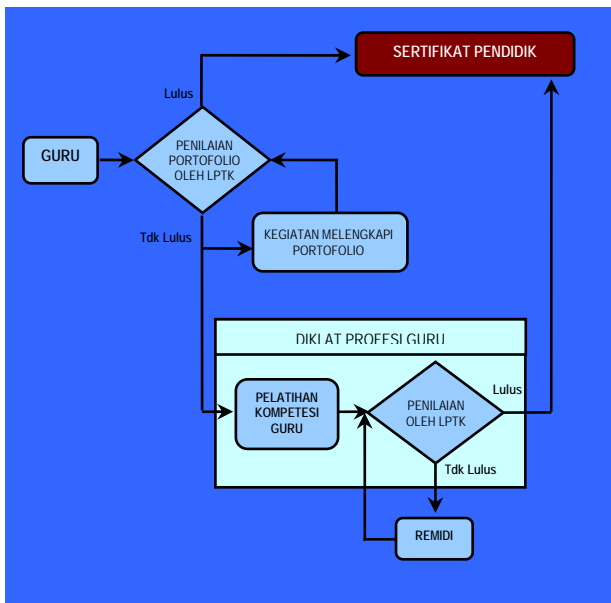 SERTIFIKAT PENDIDIK
Lulus
GURU
PENILAIAN
PORTOFOLIO
OLEH LPTK
Tdk Lulus
KEGIATAN MELENGKAPI
PORTOFOLIO
DIKLAT PROFESI GURU
PELATIHAN
KOMPETESI
GURU
PENILAIAN
OLEH LPTK
Lulus
Tdk Lulus
REMIDI